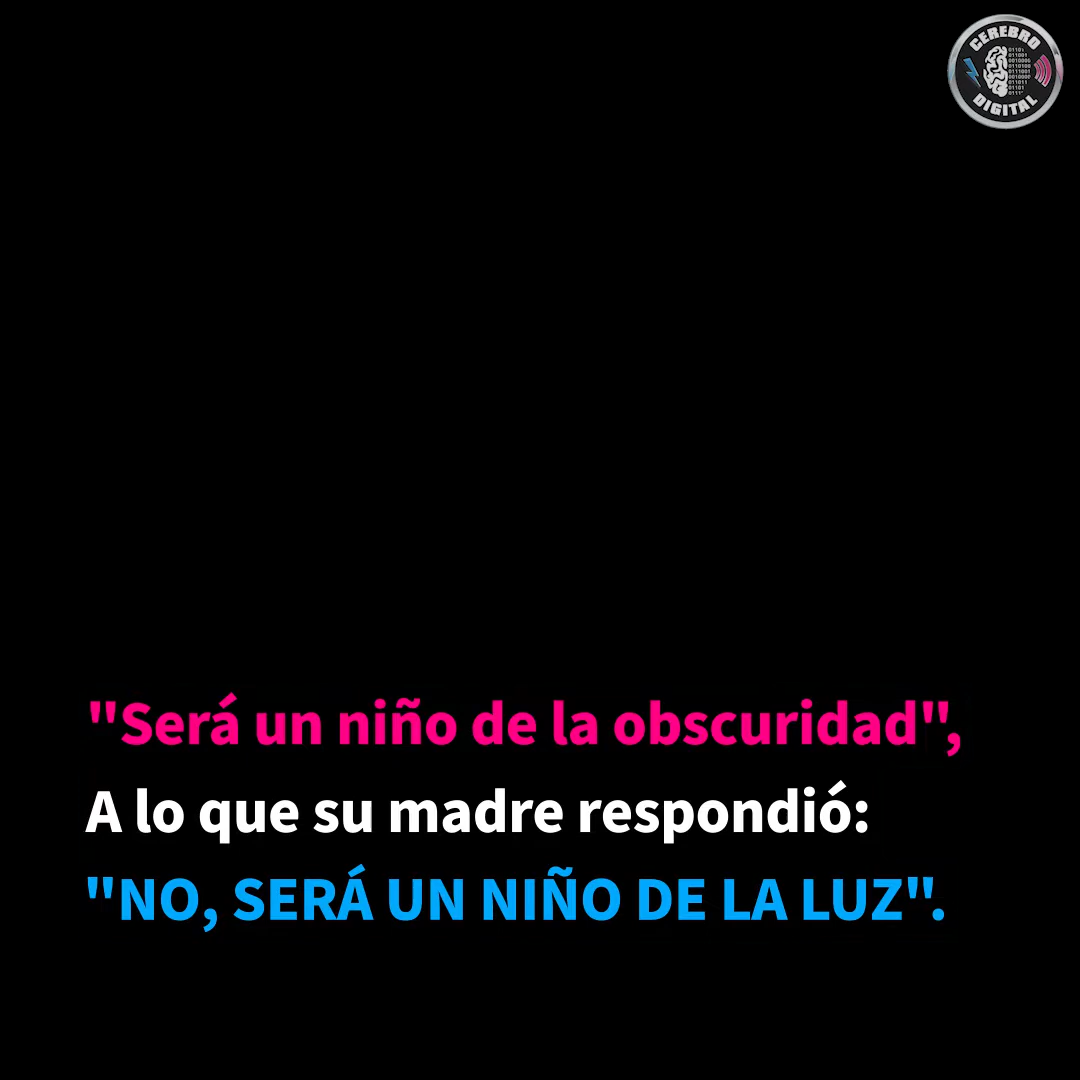 CEREBRO
DIGITAL
"Será un niño de la obscuridad",
A lo que su madre respondió:
"NO, SERÁ UN NIÑO DE LA LUZ".